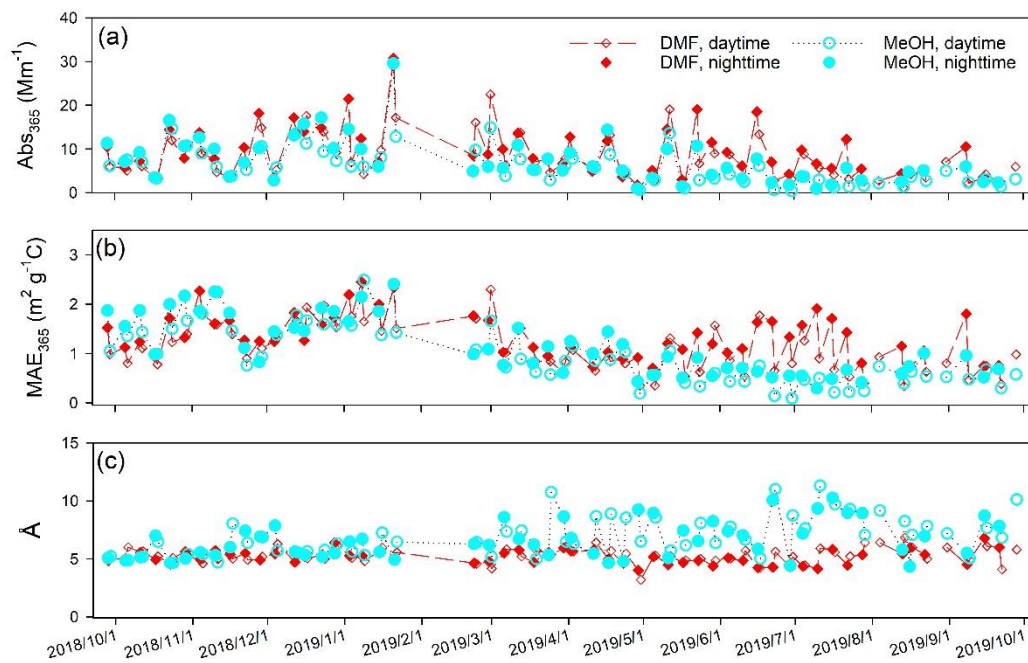 (a)
DMF, daytime
DMF, nighttime
MeOH, daytime
MeOH, nighttime
Abs365 (Mm-1)
40
30
20
10
0
(b)
MAE365 (m2 g-1C)
3
2
1
0
(c)
Å
15
10
5
0
2018/10/1
2018/11/1
2018/12/1
2019/1/1
2019/2/1
2019/3/1
2019/4/1
2019/5/1
2019/6/1
2019/7/1
2019/8/1
2019/9/1
2019/10/1